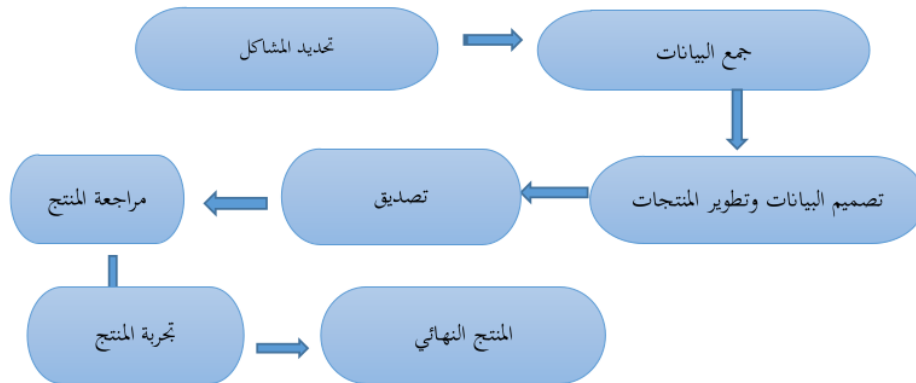 تحديد المشاكل
جمع البيانات
تصميم البيانات وتطوير المنتجات
تصديق
مراجعة المنتج
تجربة المنتج
المنتج النهائي